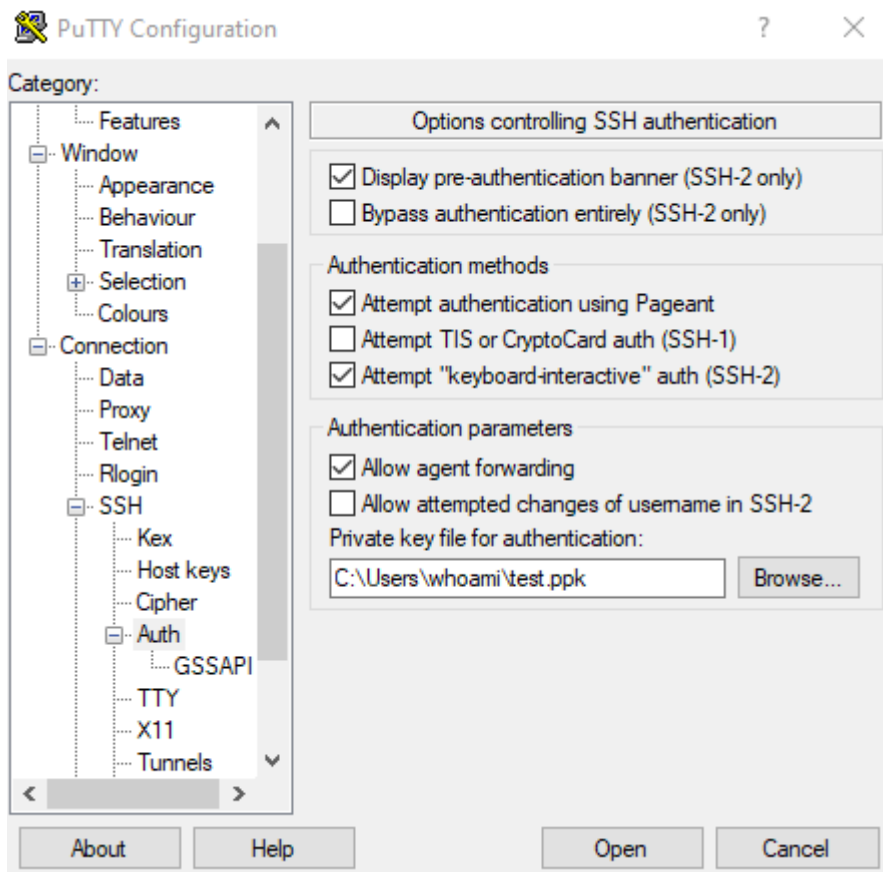 PuTTY Configuration
?
Category:
Features
Window
Appearance
Behaviour
Translation
Selection
Colours
Connection
Data
Proxy
Telnet
Rlogin
SSH
Kex
Host keys
Cipher
Auth
GSSAPI
TTY
X11
Tunnels
Options controlling SSH authentication
Display pre-authentication banner (SSH-2 only)
Bypass authentication entirely (SSH-2 only)
Authentication methods
Attempt authentication using Pageant
Attempt TIS or CryptoCard auth (SSH-1)
Attempt "keyboard-interactive" auth (SSH-2)
Authentication parameters
Allow agent forwarding
Allow attempted changes of username in SSH-2
Private key file for authentication:
C:\Users\whoami\test.ppk
Browse...
About
Help
Open
Cancel